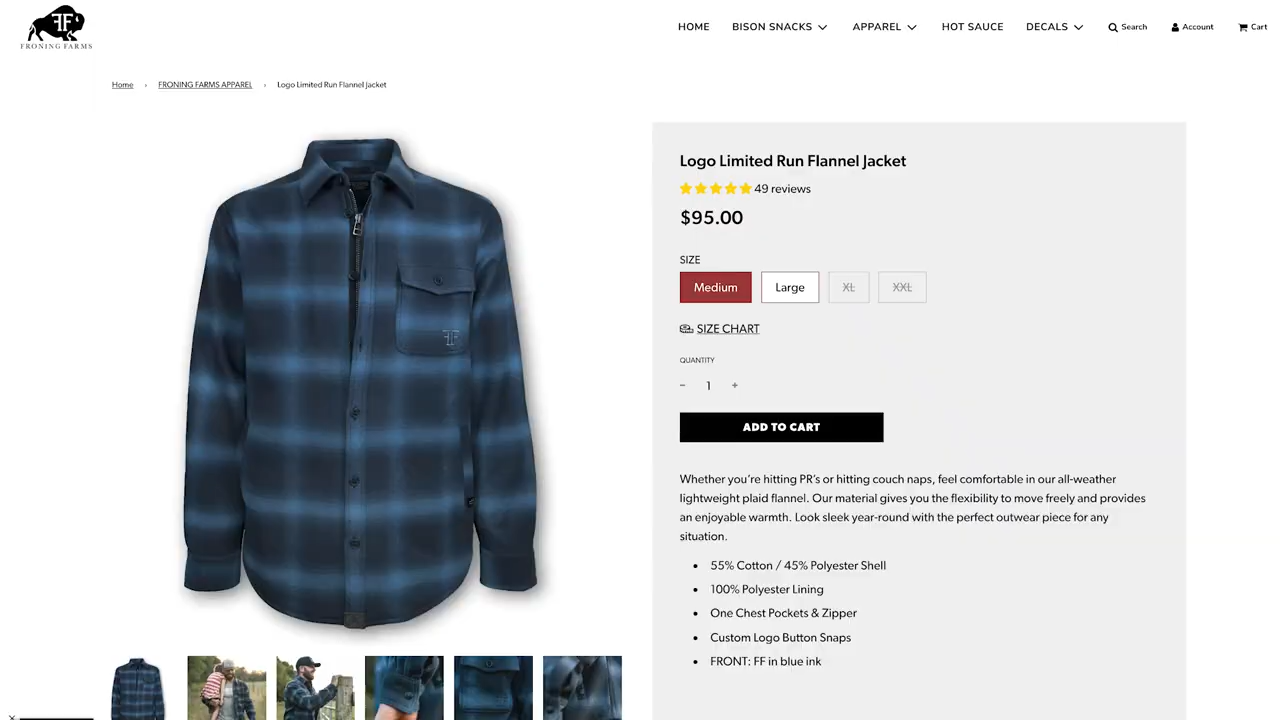 FF
FRONING FARMS
HOME BISON SNACKS APPAREL HOT SAUCE DECALS Search Account Cart
Home › FRONING FARMS APPAREL › Logo Limited Run Flannel Jacket
FF
Logo Limited Run Flannel Jacket
49 reviews
$95.00
SIZE
Medium Large XL XXL
SIZE CHART
QUANTITY
− 1 +
ADD TO CART
Whether you're hitting PR's or hitting couch naps, feel comfortable in our all-weather
lightweight plaid flannel. Our material gives you the flexibility to move freely and provides
an enjoyable warmth. Look sleek year-round with the perfect outwear piece for any
situation.
• 55% Cotton / 45% Polyester Shell
• 100% Polyester Lining
• One Chest Pockets & Zipper
• Custom Logo Button Snaps
• FRONT: FF in blue ink